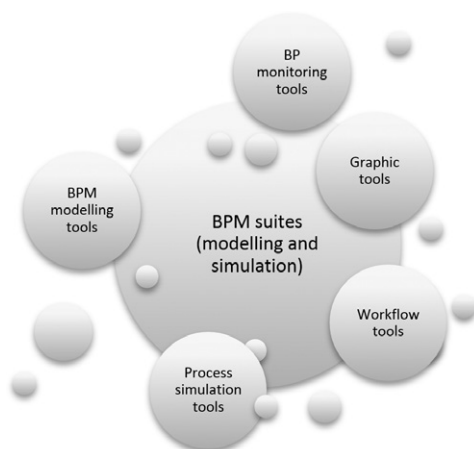 BP
monitoring
tools
Graphic
tools
BPM
modelling
tools
BPM suites
(modelling and
simulation)
Workflow
tools
Process
simulation
tools